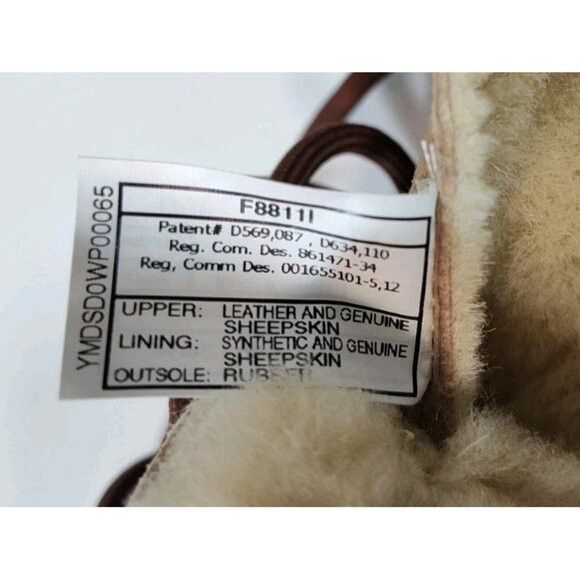 F8811I
Patent# D569,087 , D634,110
Reg. Com. Des. 861471-34
Reg, Comm Des. 001655101-5,12
UPPER: LEATHER AND GENUINE
SHEEPSKIN
LINING: SYNTHETIC AND GENUINE
SHEEPSKIN
OUTSOLE: RUBBER
YMDSD0WP00065